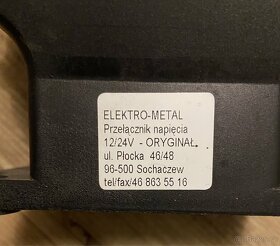 ELEKTRO-METAL
Przełącznik napięcia
12/24V - ORYGINAŁ
ul. Płocka 46/48
96-500 Sochaczew
tel/fax/46 863 55 16